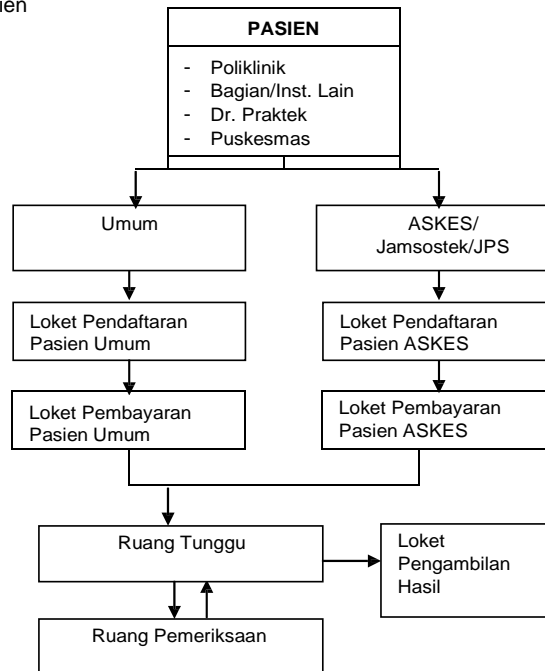 ien
PASIEN
- Poliklinik
- Bagian/Inst. Lain
- Dr. Praktek
- Puskesmas
Umum
ASKES/
Jamsostek/JPS
Loket Pendaftaran
Pasien Umum
Loket Pendaftaran
Pasien ASKES
Loket Pembayaran
Pasien Umum
Loket Pembayaran
Pasien ASKES
Ruang Tunggu
Loket
Pengambilan
Hasil
Ruang Pemeriksaan